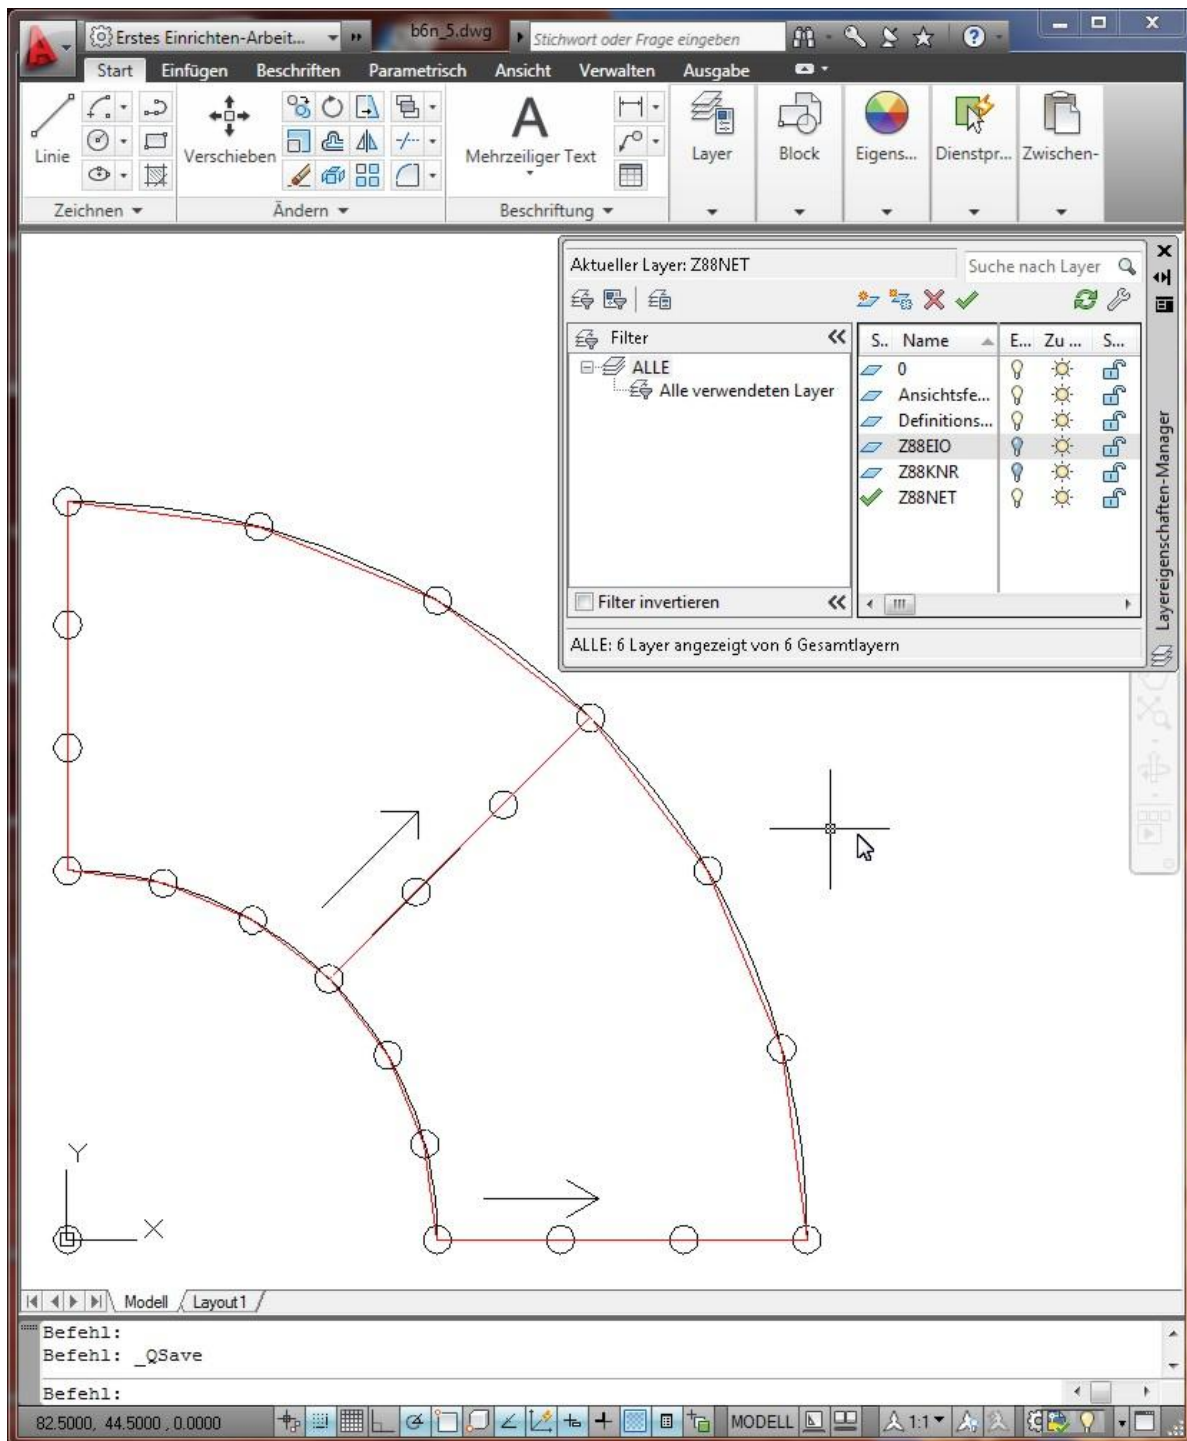 Erstes Einrichten-Arbeit... b6n_5.dwg Stichwort oder Frage eingeben
Start Einfügen Beschriften Parametrisch Ansicht Verwalten Ausgabe
Linie Verschieben A Mehrzeiliger Text Layer Block Eigens... Dienstpr... Zwischen-
Zeichnen Ändern Beschriftung
Aktueller Layer: Z88NET Suche nach Layer
Filter S.. Name E... Zu ... S...
ALLE 0
Alle verwendeten Layer Ansichtsfe...
Definitions...
Z88EIO
Z88KNR
Z88NET
Filter invertieren
ALLE: 6 Layer angezeigt von 6 Gesamtlayern
Layereigenschaften-Manager
Y
X
Modell Layout1
Befehl:
Befehl: _QSave
Befehl:
82.5000, 44.5000 , 0.0000 MODELL 1:1